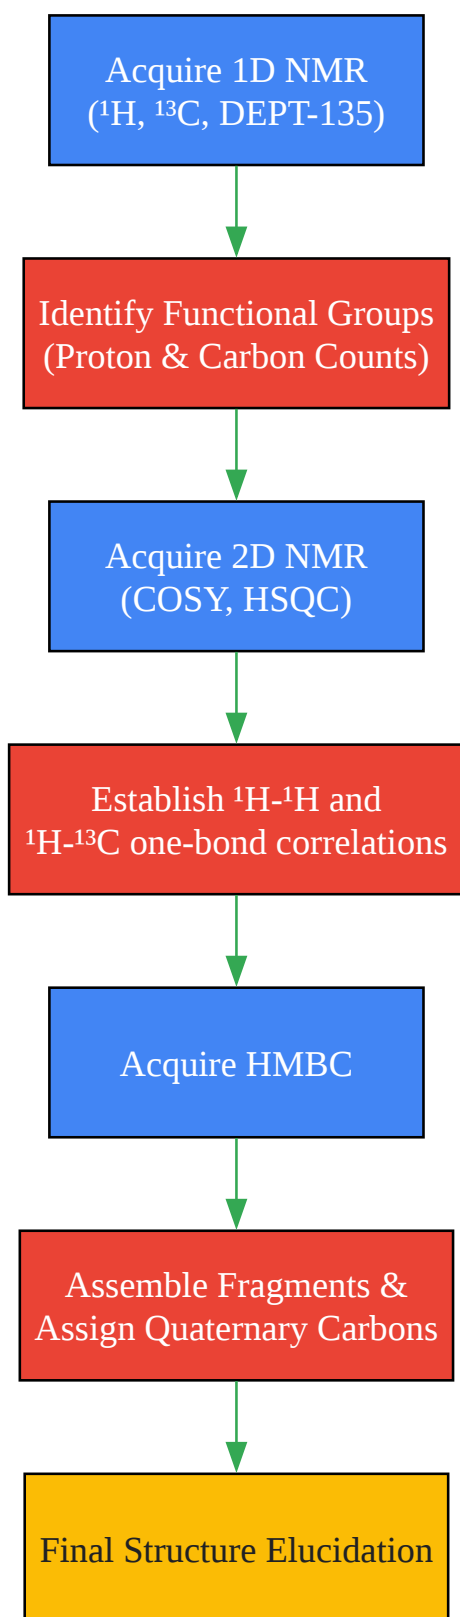 Acquire 1D NMR
(¹H, ¹³C, DEPT-135)
Identify Functional Groups
(Proton & Carbon Counts)
Acquire 2D NMR
(COSY, HSQC)
Establish ¹H-¹H and
¹H-¹³C one-bond correlations
Acquire HMBC
Assemble Fragments &
Assign Quaternary Carbons
Final Structure Elucidation